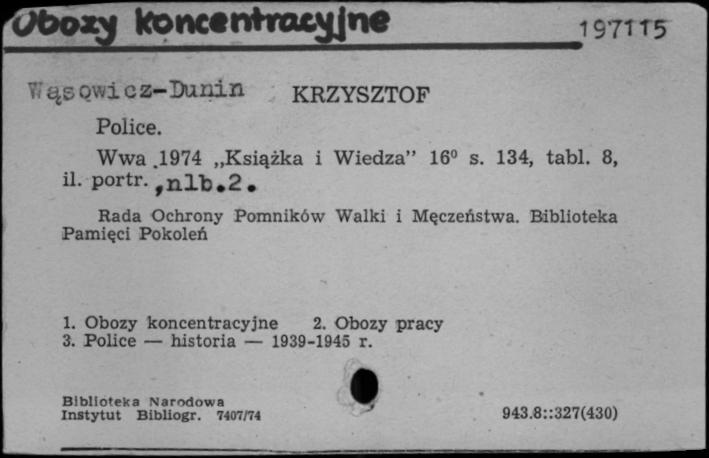 Obozy koncentracyjne 197115
Wąsowicz-Dunin KRZYSZTOF
Police.
Wwa .1974 „Książka i Wiedza” 16⁰ s. 134, tabl. 8,
il. portr. ,nlb.2.
Rada Ochrony Pomników Walki i Męczeństwa. Biblioteka
Pamięci Pokoleń
1. Obozy koncentracyjne 2. Obozy pracy
3. Police — historia — 1939-1945 r.
Biblioteka Narodowa
Instytut Bibliogr. 7407/74 943.8::327(430)